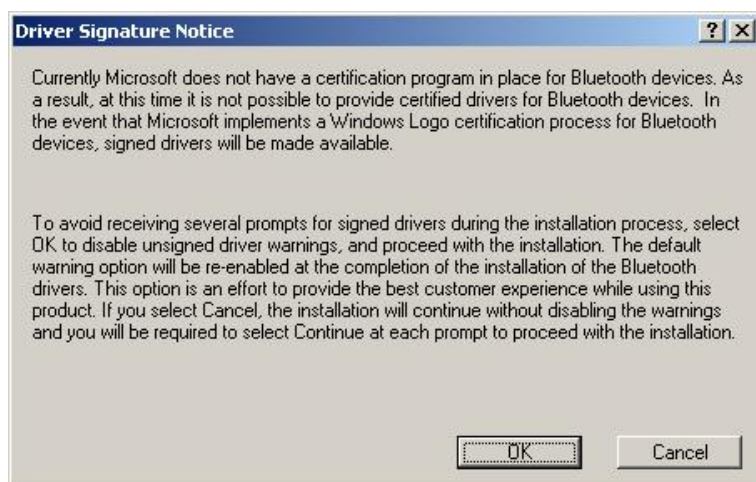 Driver Signature Notice
Currently Microsoft does not have a certification program in place for Bluetooth devices. As
a result, at this time it is not possible to provide certified drivers for Bluetooth devices.  In
the event that Microsoft implements a Windows Logo certification process for Bluetooth
devices, signed drivers will be made available.
To avoid receiving several prompts for signed drivers during the installation process, select
OK to disable unsigned driver warnings, and proceed with the installation. The default
warning option will be re-enabled at the completion of the installation of the Bluetooth
drivers. This option is an effort to provide the best customer experience while using this
product. If you select Cancel, the installation will continue without disabling the warnings
and you will be required to select Continue at each prompt to proceed with the installation.
OK Cancel